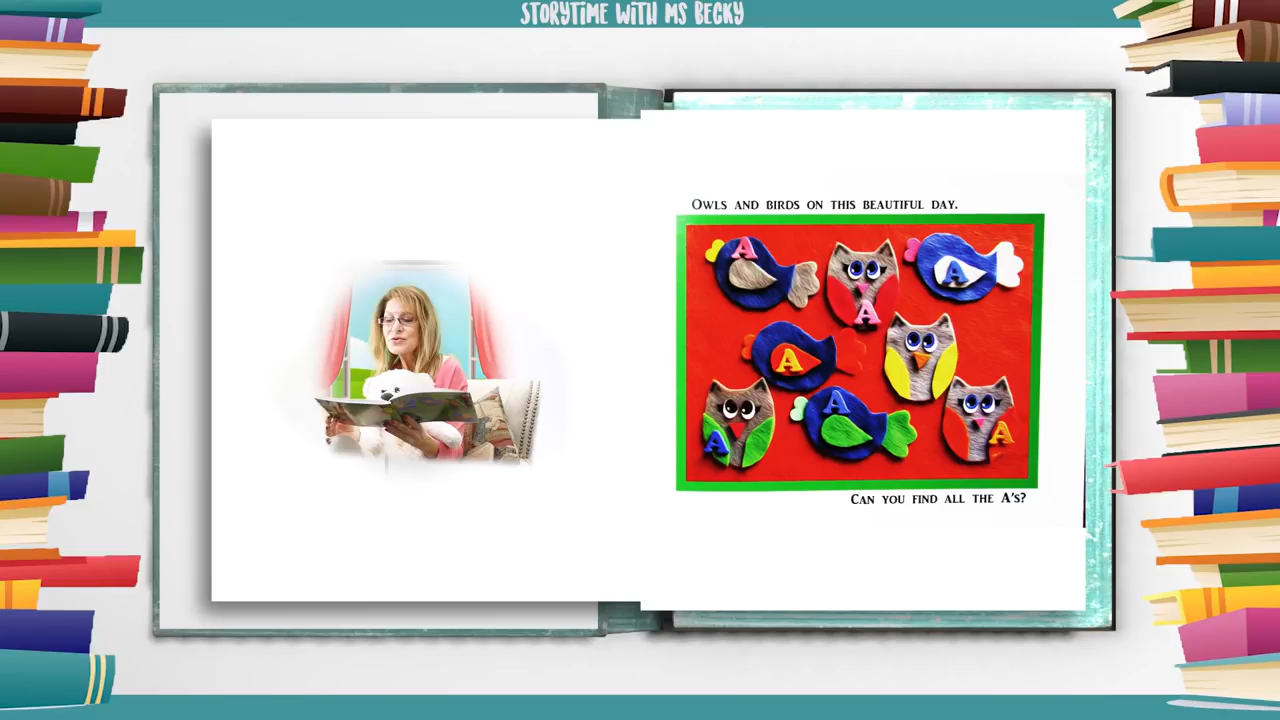 STORYTIME WITH MS BECKY
Owls and birds on this beautiful day.
A
A
A
A
A
A
A
Can you find all the A's?